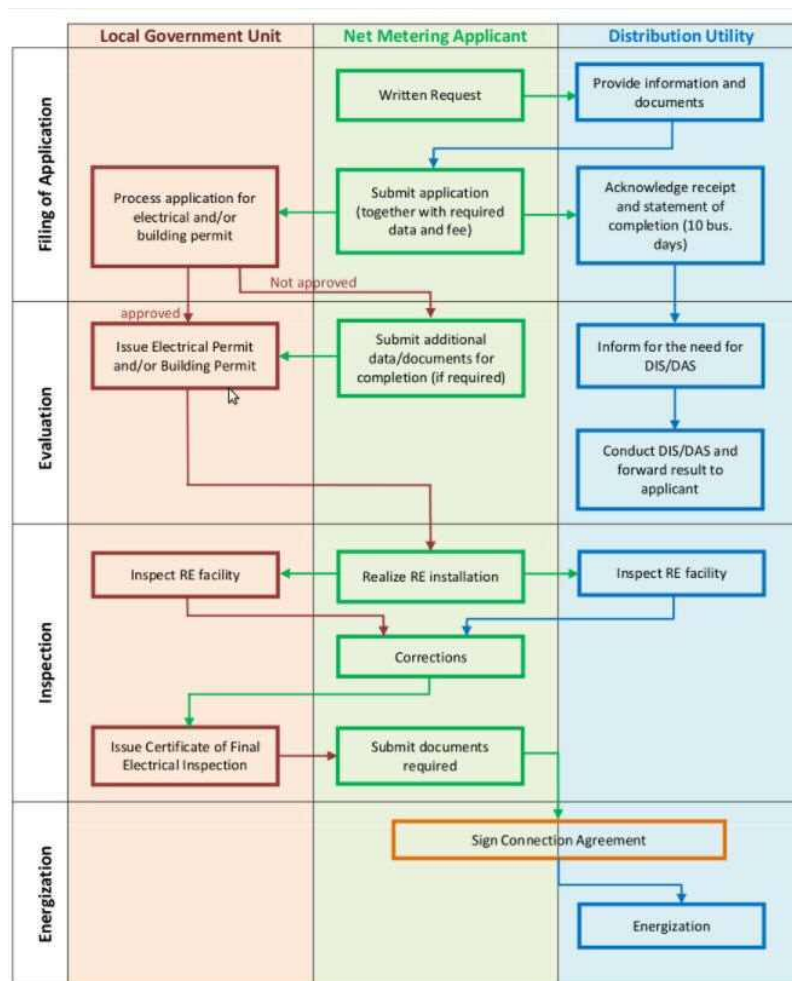 Local Government Unit
Net Metering Applicant
Distribution Utility
Filing of Application
Written Request
Provide information and
documents
Process application for
electrical and/or
building permit
Submit application
(together with required
data and fee)
Acknowledge receipt
and statement of
completion (10 bus.
days)
Not approved
approved
Evaluation
Issue Electrical Permit
and/or Building Permit
Submit additional
data/documents for
completion (if required)
Inform for the need for
DIS/DAS
Conduct DIS/DAS and
forward result to
applicant
Inspection
Inspect RE facility
Realize RE installation
Inspect RE facility
Corrections
Issue Certificate of Final
Electrical Inspection
Submit documents
required
Energization
Sign Connection Agreement
Energization